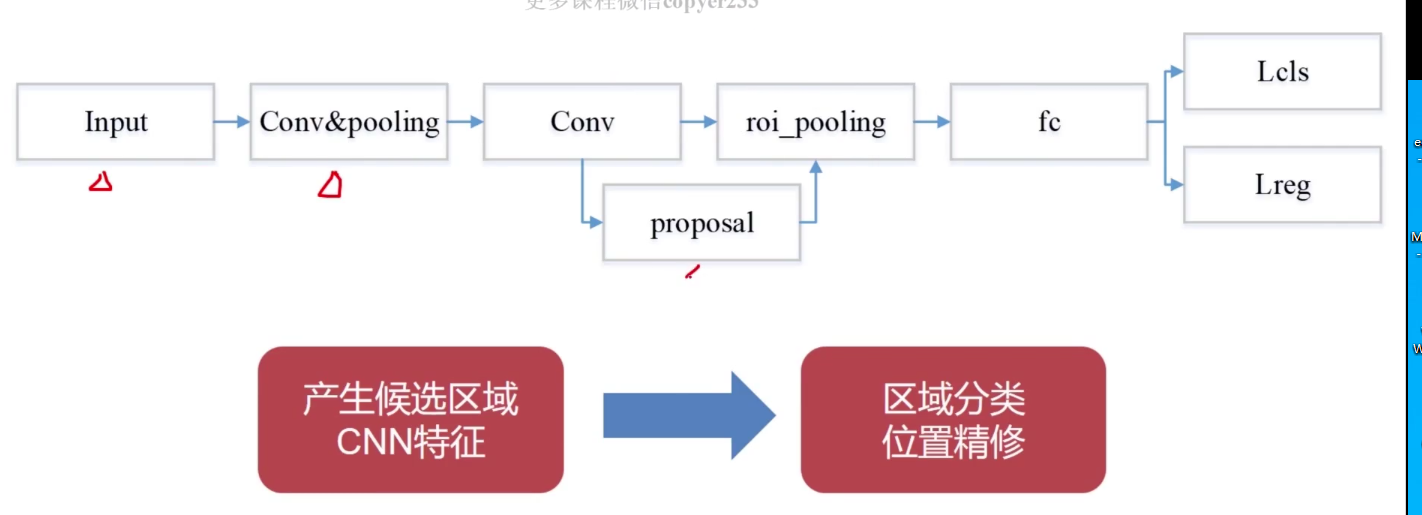 更多课程微信copyer233
Input
Conv&pooling
Conv
roi_pooling
fc
Lcls
Lreg
proposal
产生候选区域
CNN特征
区域分类
位置精修